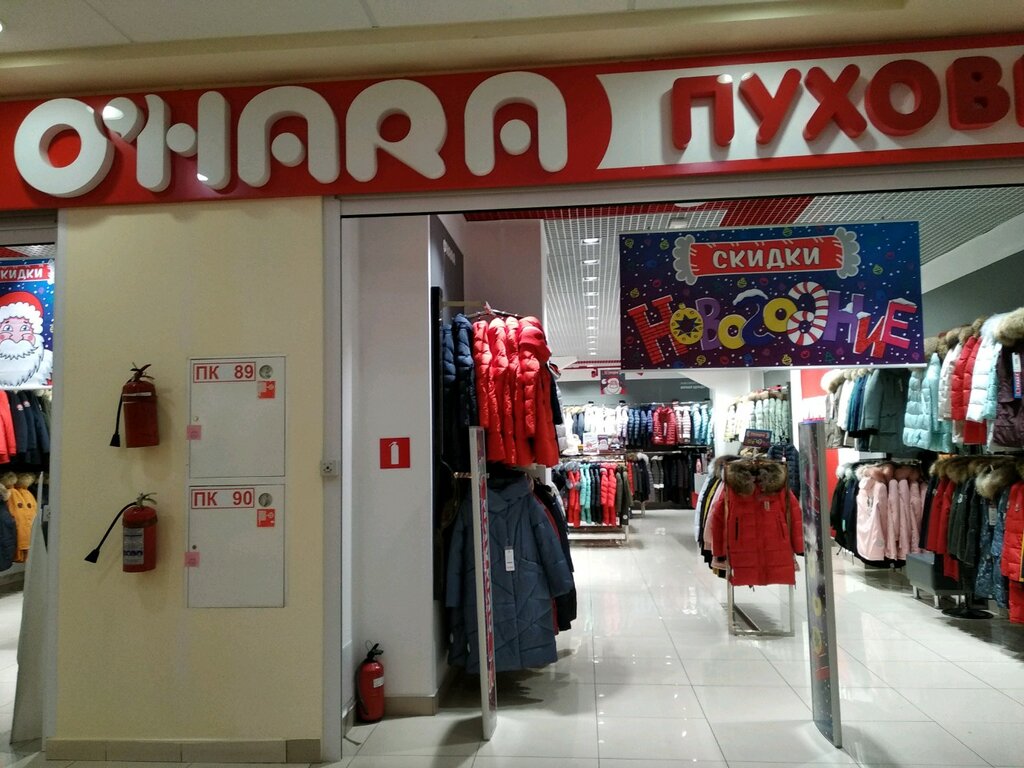 O'HARA ПУХОВ
СКИДКИ
НОВОГОДНИЕ
СКИДКИ
ПК 89
ПК 90